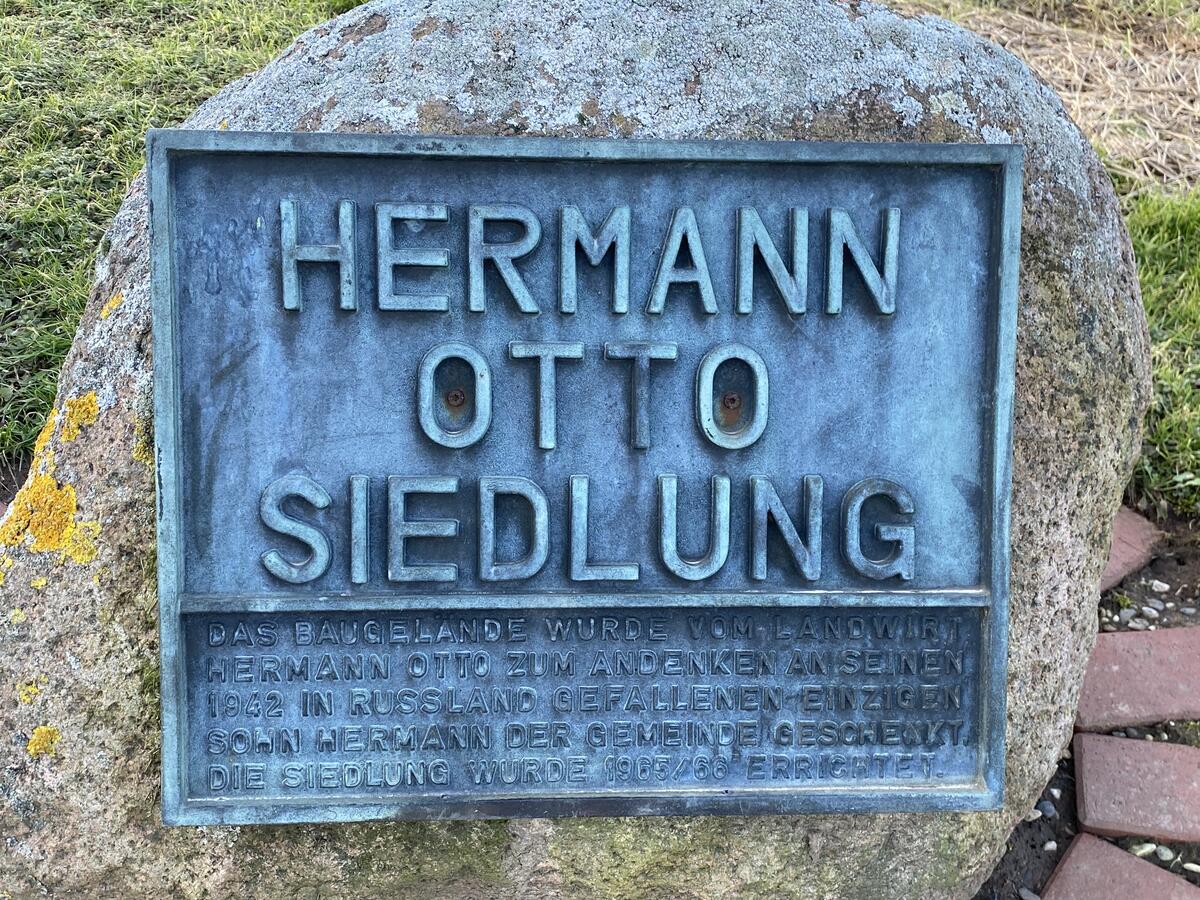 HERMANN
OTTO
SIEDLUNG
DAS BAUGELÄNDE WURDE VOM LANDWIRT
HERMANN OTTO ZUM ANDENKEN AN SEINEN
1942 IN RUSSLAND GEFALLENEN EINZIGEN
SOHN HERMANN DER GEMEINDE GESCHENKT.
DIE SIEDLUNG WURDE 1965/66 ERRICHTET.